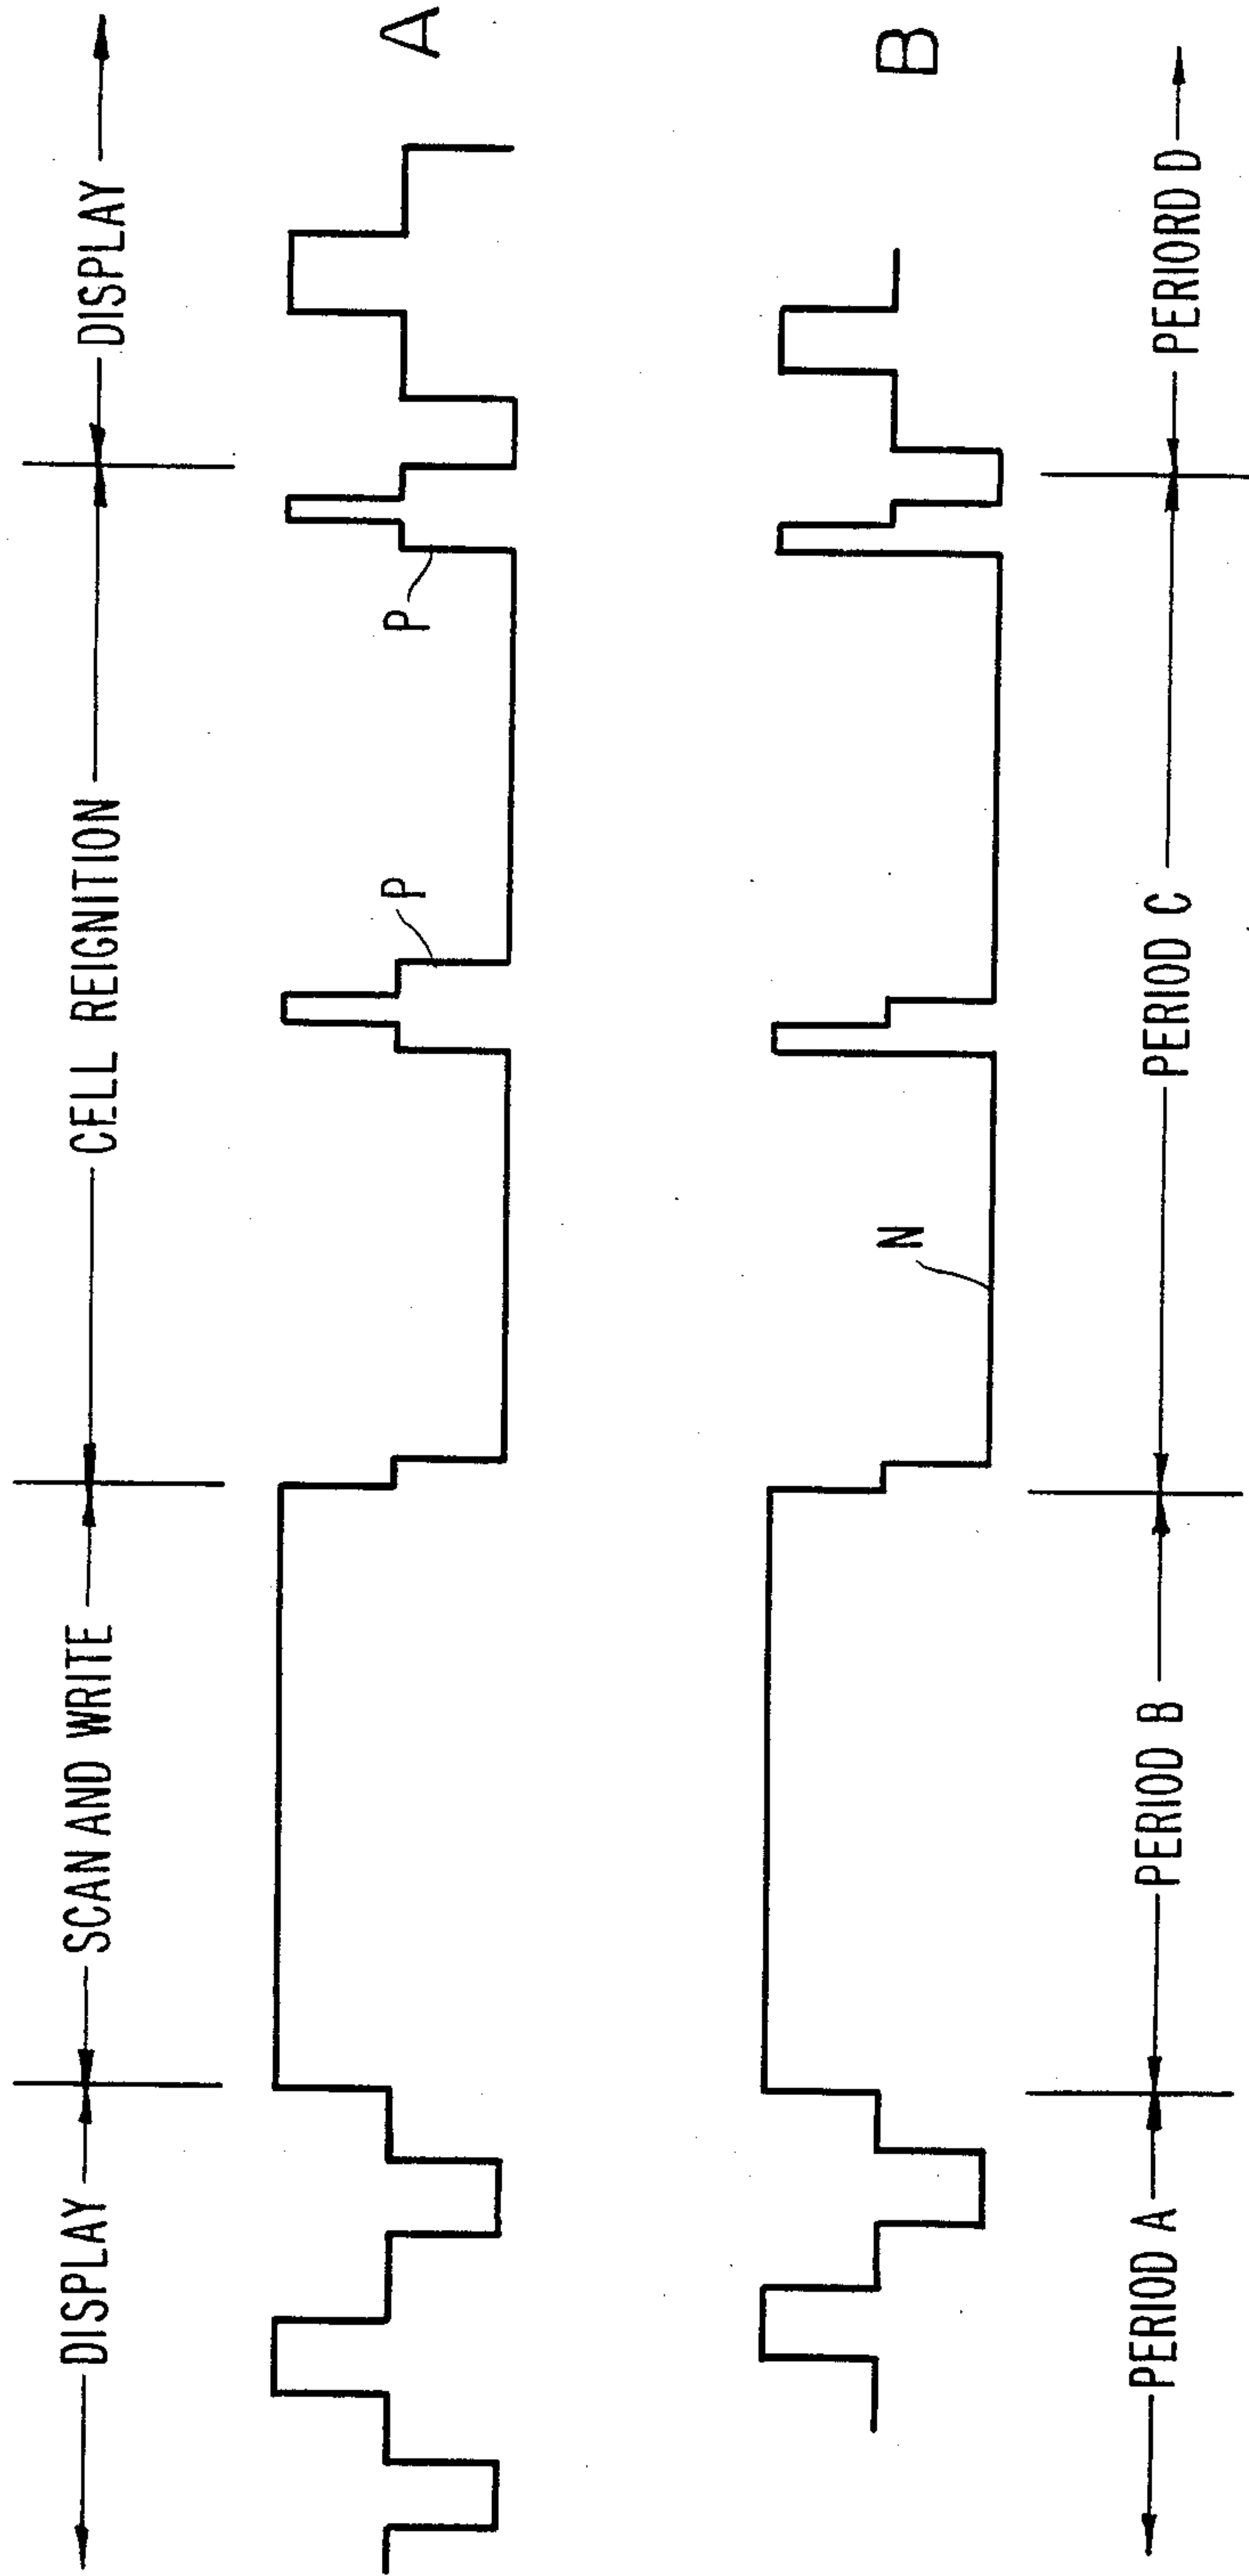 DISPLAY
SCAN AND WRITE
CELL REIGNITION
DISPLAY
P
P
A
N
B
PERIOD A
PERIOD B
PERIOD C
PERIORD D